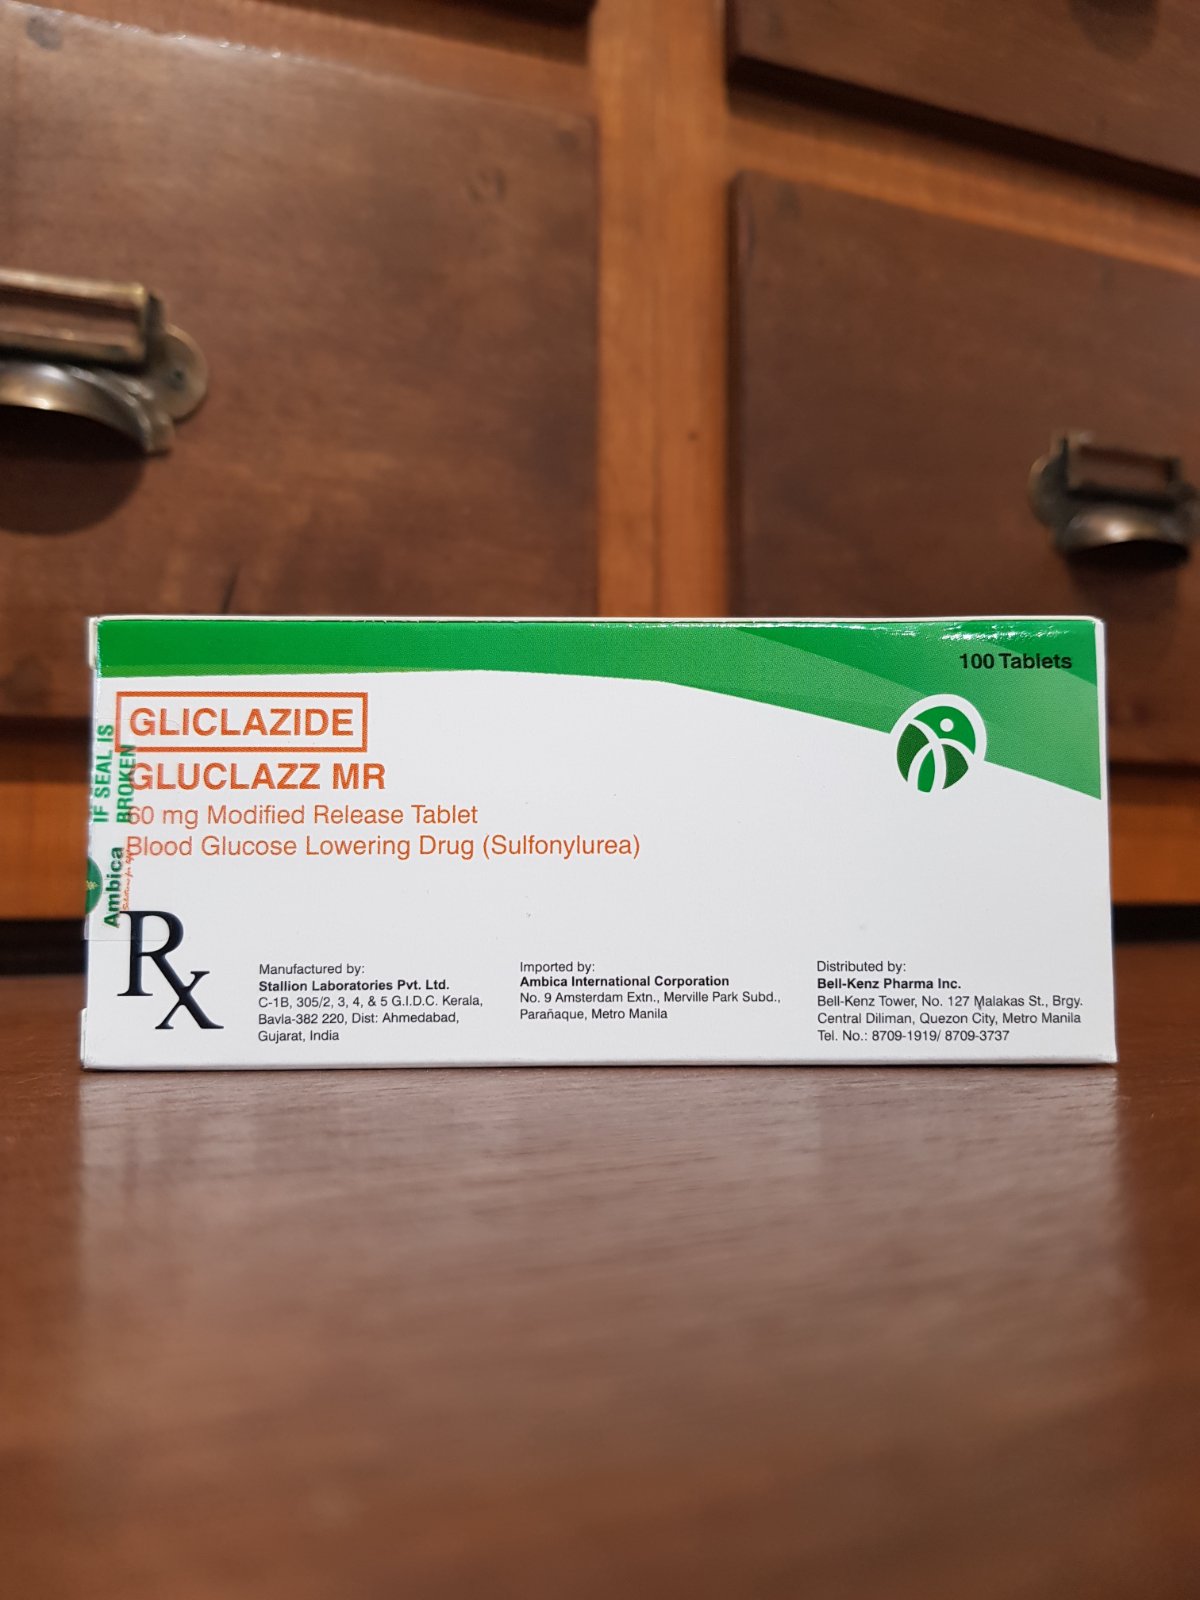 100 Tablets
GLICLAZIDE
GLUCLAZZ MR
60 mg Modified Release Tablet
Blood Glucose Lowering Drug (Sulfonylurea)
IF SEAL IS
BROKEN
Ambica
Rx
Manufactured by:
Stallion Laboratories Pvt. Ltd.
C-1B, 305/2, 3, 4, & 5 G.I.D.C. Kerala,
Bavla-382 220, Dist: Ahmedabad,
Gujarat, India
Imported by:
Ambica International Corporation
No. 9 Amsterdam Extn., Merville Park Subd.,
Parañaque, Metro Manila
Distributed by:
Bell-Kenz Pharma Inc.
Bell-Kenz Tower, No. 127 Malakas St., Brgy.
Central Diliman, Quezon City, Metro Manila
Tel. No.: 8709-1919/ 8709-3737